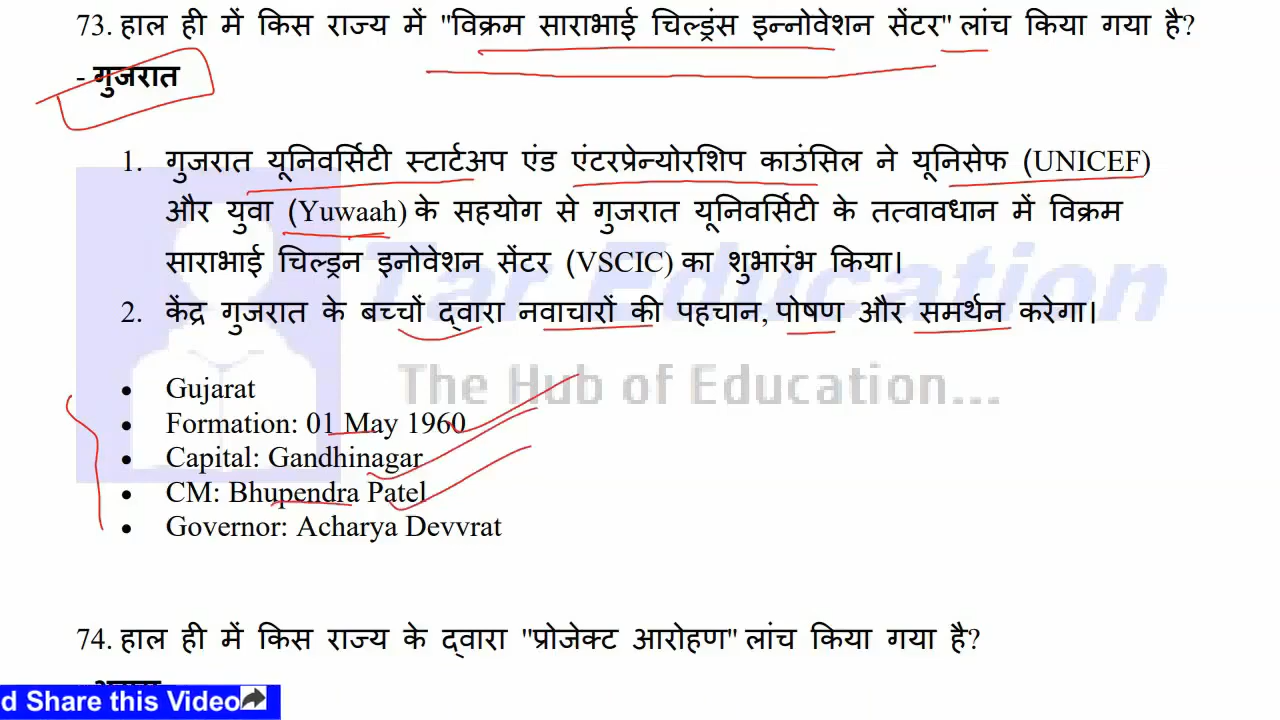 73. हाल ही में किस राज्य में "विक्रम साराभाई चिल्ड्रंस इन्नोवेशन सेंटर" लांच किया गया है?
- गुजरात
1. गुजरात यूनिवर्सिटी स्टार्टअप एंड एंटरप्रेन्योरशिप काउंसिल ने यूनिसेफ (UNICEF)
और युवा (Yuwaah) के सहयोग से गुजरात यूनिवर्सिटी के तत्वावधान में विक्रम
साराभाई चिल्ड्रन इनोवेशन सेंटर (VSCIC) का शुभारंभ किया।
2. केंद्र गुजरात के बच्चों द्वारा नवाचारों की पहचान, पोषण और समर्थन करेगा।
Tar Education
The Hub of Education...
• Gujarat
• Formation: 01 May 1960
• Capital: Gandhinagar
• CM: Bhupendra Patel
• Governor: Acharya Devvrat
74. हाल ही में किस राज्य के द्वारा "प्रोजेक्ट आरोहण" लांच किया गया है?
d Share this Video